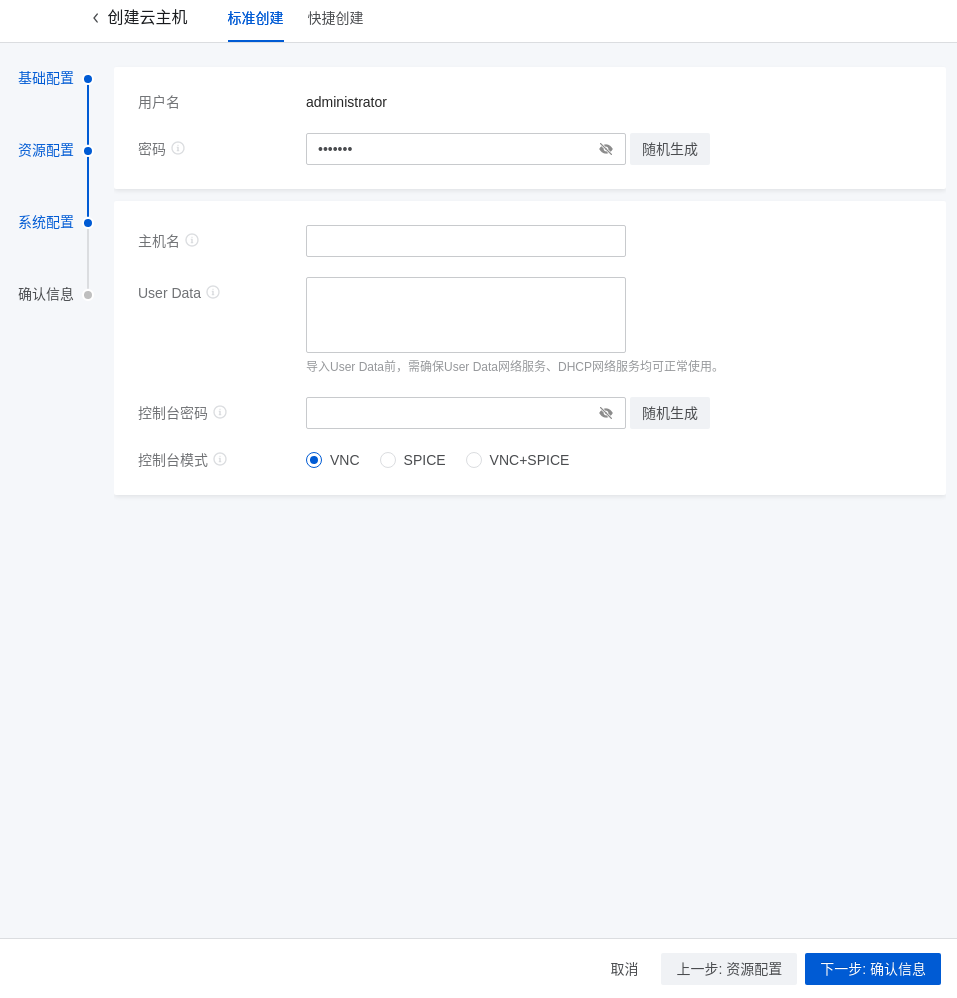 创建云主机 标准创建 快捷创建
基础配置
资源配置
系统配置
确认信息
用户名 administrator
密码 ••••••• 随机生成
主机名
User Data
导入User Data前，需确保User Data网络服务、DHCP网络服务均可正常使用。
控制台密码 随机生成
控制台模式 VNC SPICE VNC+SPICE
取消 上一步: 资源配置 下一步: 确认信息